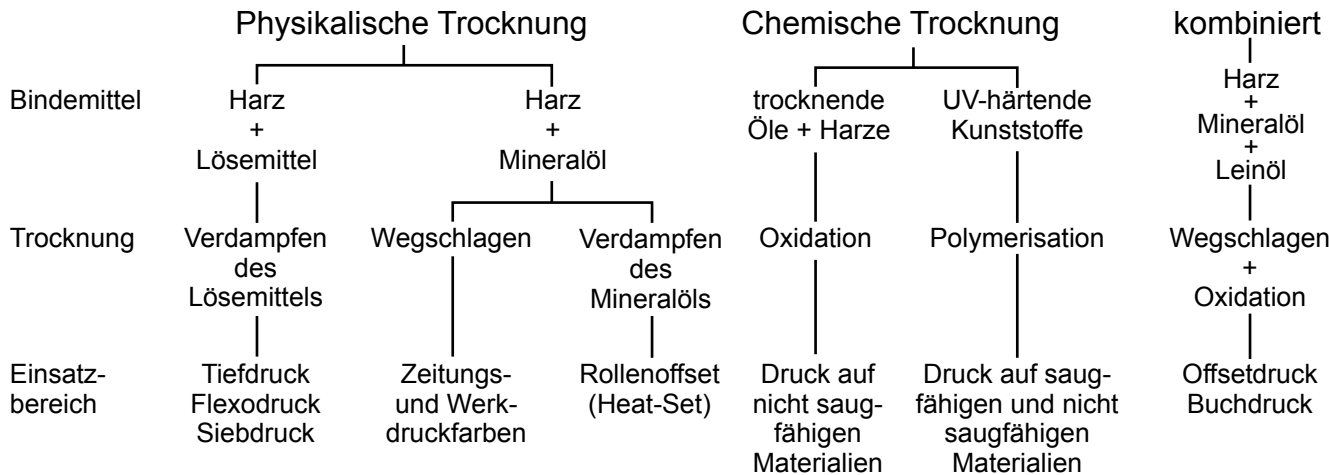 Physikalische Trocknung Chemische Trocknung kombiniert
Bindemittel
Harz
+
Lösemittel
Harz
+
Mineralöl
trocknende
Öle + Harze
UV-härtende
Kunststoffe
Harz
+
Mineralöl
+
Leinöl
Trocknung
Verdampfen
des
Lösemittels
Wegschlagen
Verdampfen
des
Mineralöls
Oxidation
Polymerisation
Wegschlagen
+
Oxidation
Einsatz-
bereich
Tiefdruck
Flexodruck
Siebdruck
Zeitungs-
und Werk-
druckfarben
Rollenoffset
(Heat-Set)
Druck auf
nicht saug-
fähigen
Materialien
Druck auf saug-
fähigen und nicht
saugfähigen
Materialien
Offsetdruck
Buchdruck